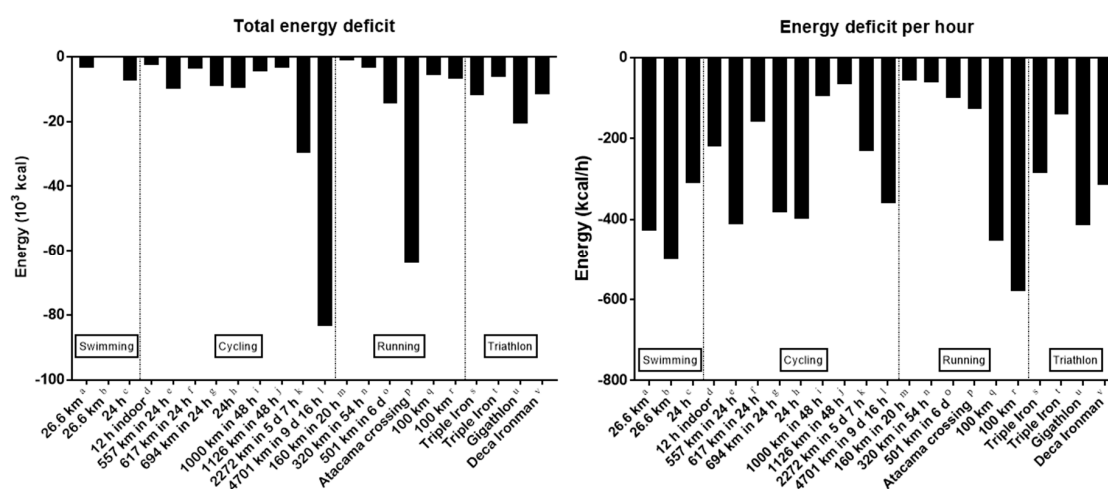 Total energy deficit
Energy (10³ kcal)
0
-20
-40
-60
-80
-100
Swimming
Cycling
Running
Triathlon
26.6 km a
26.6 km b
24 h c
12 h indoor d
557 km in 24 h e
617 km in 24 h f
694 km in 24 h g
24h h
1000 km in 48 h i
1126 km in 48 h j
2272 km in 5 d 7 h k
4701 km in 9 d 16 h l
160 km in 20 h m
320 km in 54 h n
501 km in 6 d o
Atacama crossing p
100 km q
100 km r
Triple Iron s
Triple Iron t
Gigathlon u
Deca Ironman v
Energy deficit per hour
Energy (kcal/h)
0
-200
-400
-600
-800
Swimming
Cycling
Running
Triathlon
26.6 km a
26.6 km b
24 h c
12 h indoor d
557 km in 24 h e
617 km in 24 h f
694 km in 24 h g
24 h h
1000 km in 48 h i
1126 km in 48 h j
2272 km in 5 d 7 h k
4701 km in 9 d 16 h l
160 km in 20 h m
320 km in 54 h n
501 km in 6 d o
Atacama crossing p
100 km q
100 km r
Triple Iron s
Triple Iron t
Gigathlon u
Deca Ironman v